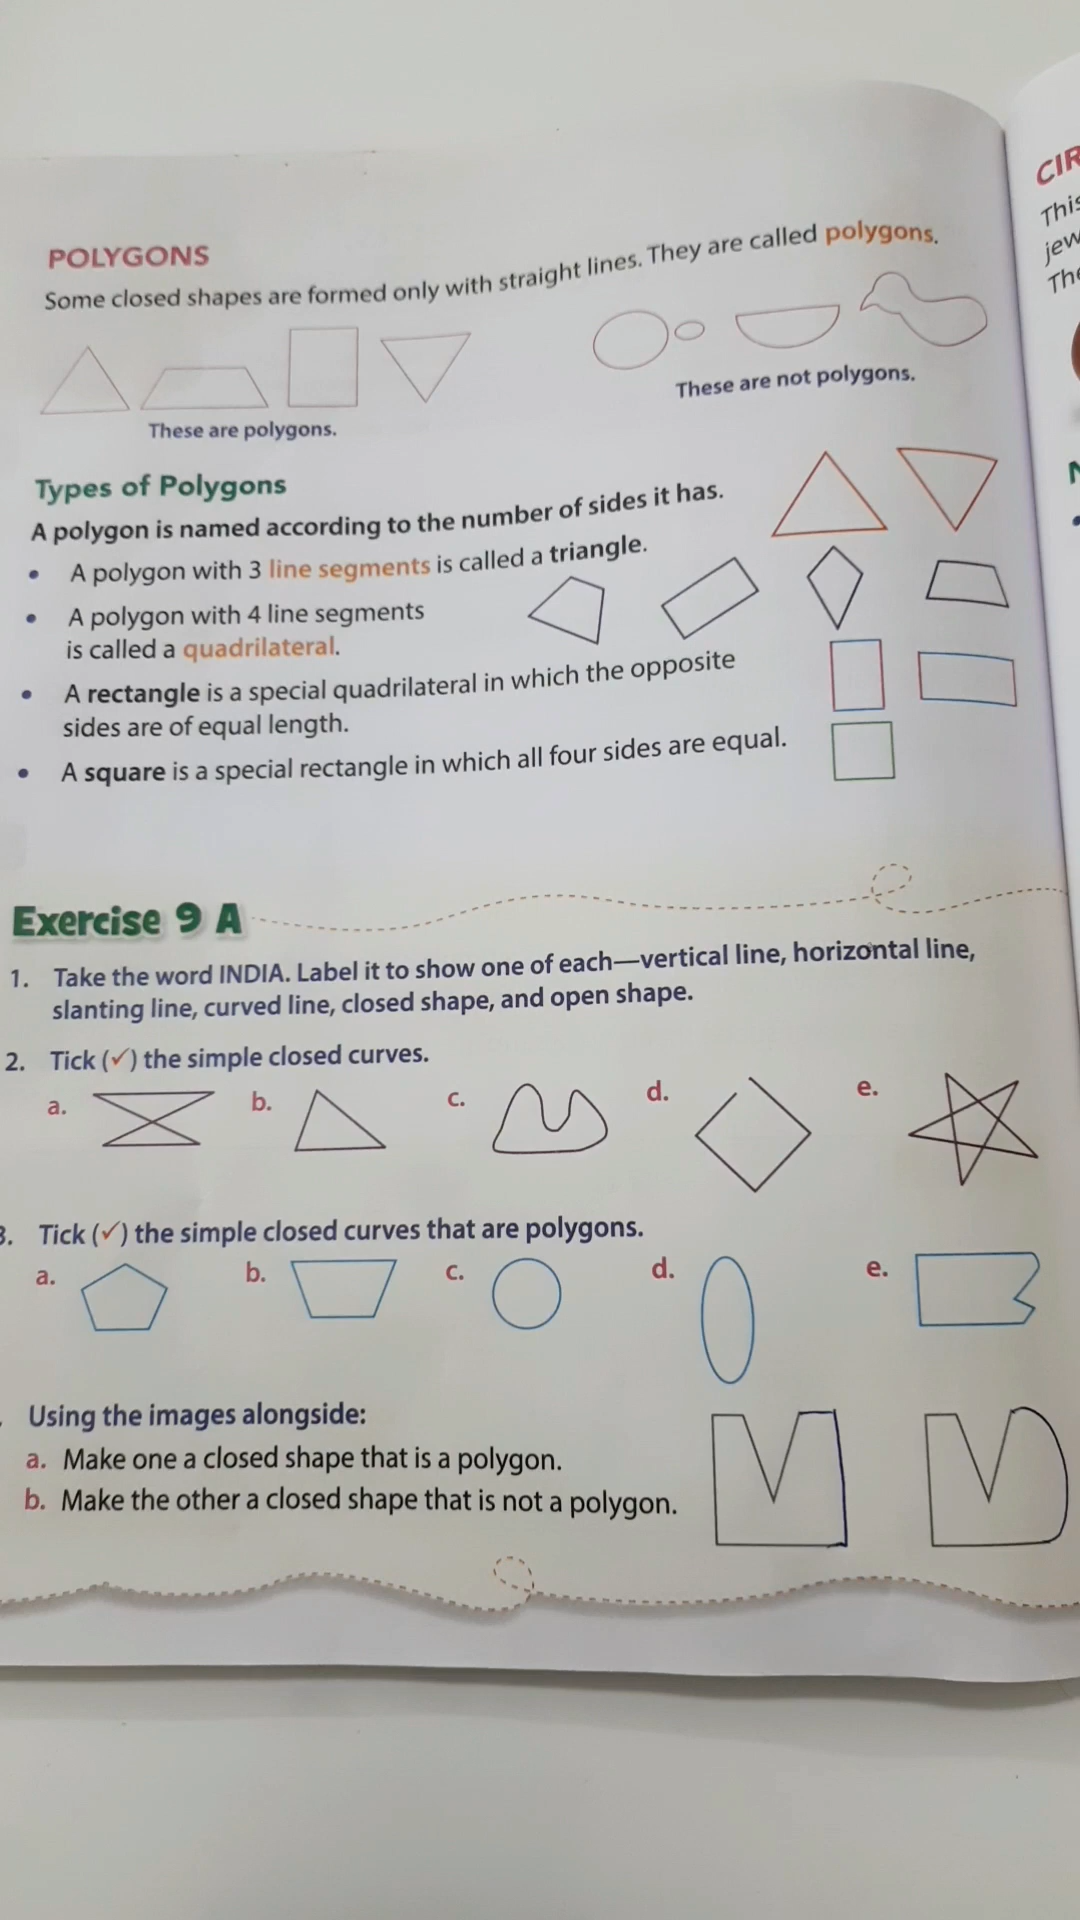 POLYGONS
Some closed shapes are formed only with straight lines. They are called polygons.
These are polygons.
These are not polygons.
Types of Polygons
A polygon is named according to the number of sides it has.
• A polygon with 3 line segments is called a triangle.
• A polygon with 4 line segments
is called a quadrilateral.
• A rectangle is a special quadrilateral in which the opposite
sides are of equal length.
• A square is a special rectangle in which all four sides are equal.
Exercise 9 A
1. Take the word INDIA. Label it to show one of each—vertical line, horizontal line,
slanting line, curved line, closed shape, and open shape.
2. Tick (✓) the simple closed curves.
a. b. c. d. e.
3. Tick (✓) the simple closed curves that are polygons.
a. b. c. d. e.
Using the images alongside:
a. Make one a closed shape that is a polygon.
b. Make the other a closed shape that is not a polygon.
CIR
This
jew
The